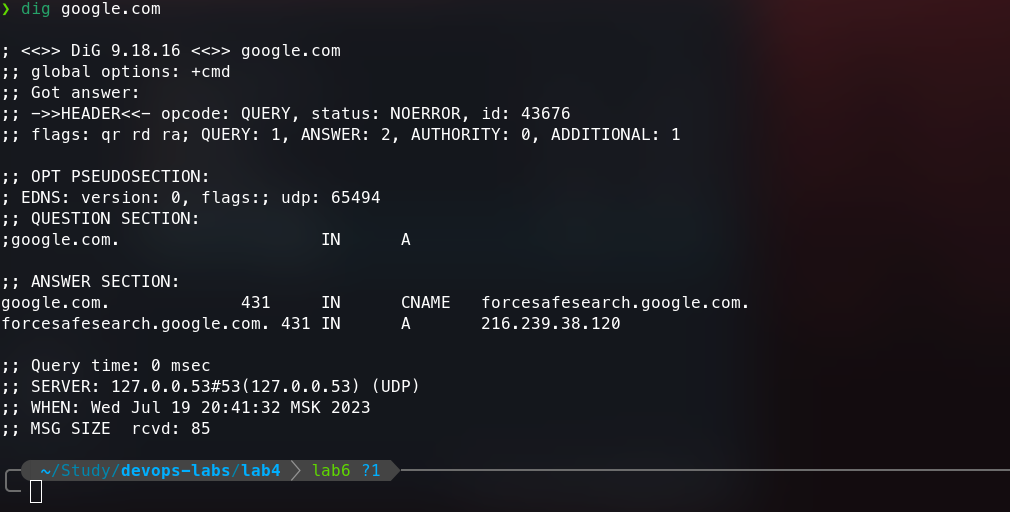 ❯ dig google.com
; <<>> DiG 9.18.16 <<>> google.com
;; global options: +cmd
;; Got answer:
;; ->>HEADER<<- opcode: QUERY, status: NOERROR, id: 43676
;; flags: qr rd ra; QUERY: 1, ANSWER: 2, AUTHORITY: 0, ADDITIONAL: 1
;; OPT PSEUDOSECTION:
; EDNS: version: 0, flags:; udp: 65494
;; QUESTION SECTION:
;google.com. IN A
;; ANSWER SECTION:
google.com. 431 IN CNAME forcesafesearch.google.com.
forcesafesearch.google.com. 431 IN A 216.239.38.120
;; Query time: 0 msec
;; SERVER: 127.0.0.53#53(127.0.0.53) (UDP)
;; WHEN: Wed Jul 19 20:41:32 MSK 2023
;; MSG SIZE rcvd: 85
~/Study/devops-labs/lab4 lab6 ?1